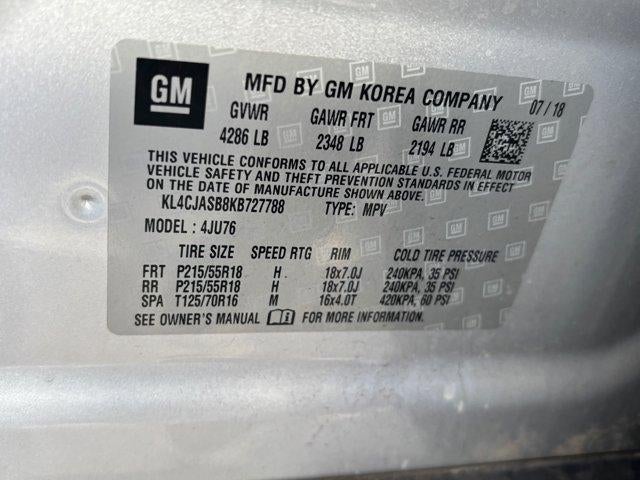 GM
MFD BY GM KOREA COMPANY 07/18
GVWR GAWR FRT GAWR RR
4286 LB 2348 LB 2194 LB
THIS VEHICLE CONFORMS TO ALL APPLICABLE U.S. FEDERAL MOTOR
VEHICLE SAFETY AND THEFT PREVENTION STANDARDS IN EFFECT
ON THE DATE OF MANUFACTURE SHOWN ABOVE.
KL4CJASB8KB727788 TYPE: MPV
MODEL: 4JU76
TIRE SIZE SPEED RTG RIM COLD TIRE PRESSURE
FRT P215/55R18 H 18x7.0J 240KPA, 35 PSI
RR P215/55R18 H 18x7.0J 240KPA, 35 PSI
SPA T125/70R16 M 16x4.0T 420KPA, 60 PSI
SEE OWNER'S MANUAL FOR MORE INFORMATION.